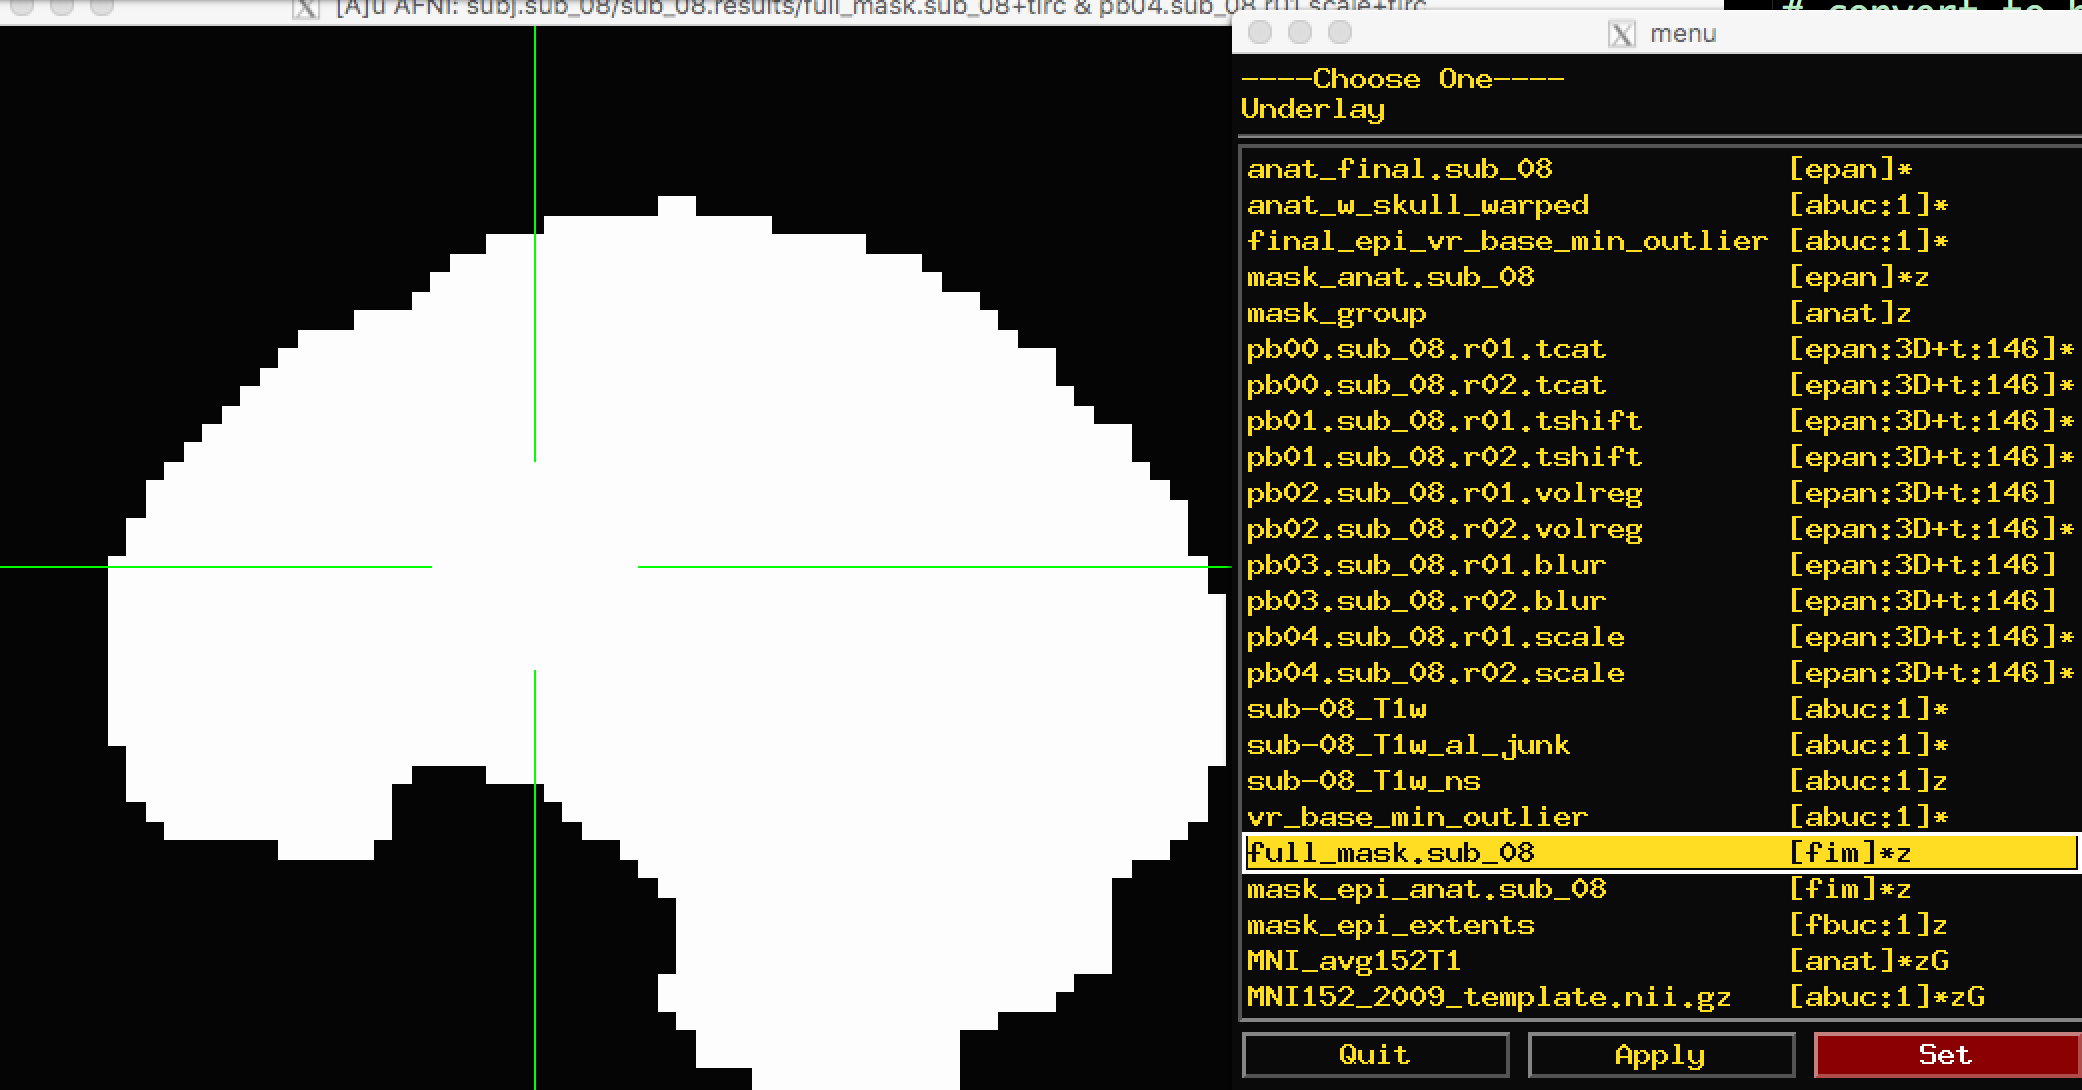 [A]u AFNI: subj.sub_08/sub_08.results/full_mask.sub_08+tlrc & pb04.sub_08.r01.scale+tlrc
# convert to
menu
----Choose One----
Underlay
anat_final.sub_08 [epan]*
anat_w_skull_warped [abuc:1]*
final_epi_vr_base_min_outlier [abuc:1]*
mask_anat.sub_08 [epan]*z
mask_group [anat]z
pb00.sub_08.r01.tcat [epan:3D+t:146]*
pb00.sub_08.r02.tcat [epan:3D+t:146]*
pb01.sub_08.r01.tshift [epan:3D+t:146]*
pb01.sub_08.r02.tshift [epan:3D+t:146]*
pb02.sub_08.r01.volreg [epan:3D+t:146]
pb02.sub_08.r02.volreg [epan:3D+t:146]*
pb03.sub_08.r01.blur [epan:3D+t:146]
pb03.sub_08.r02.blur [epan:3D+t:146]
pb04.sub_08.r01.scale [epan:3D+t:146]*
pb04.sub_08.r02.scale [epan:3D+t:146]*
sub-08_T1w [abuc:1]*
sub-08_T1w_al_junk [abuc:1]*
sub-08_T1w_ns [abuc:1]z
vr_base_min_outlier [abuc:1]*
full_mask.sub_08 [fim]*z
mask_epi_anat.sub_08 [fim]*z
mask_epi_extents [fbuc:1]z
MNI_avg152T1 [anat]*zG
MNI152_2009_template.nii.gz [abuc:1]*zG
Quit Apply Set